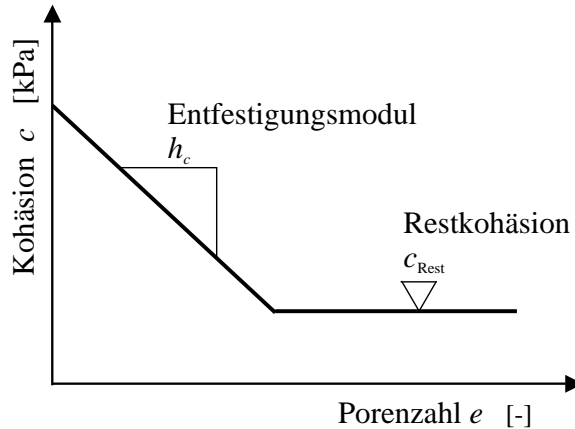 Kohäsion c [kPa]
Entfestigungsmodul
h_c
Restkohäsion
c_Rest
Porenzahl e [-]